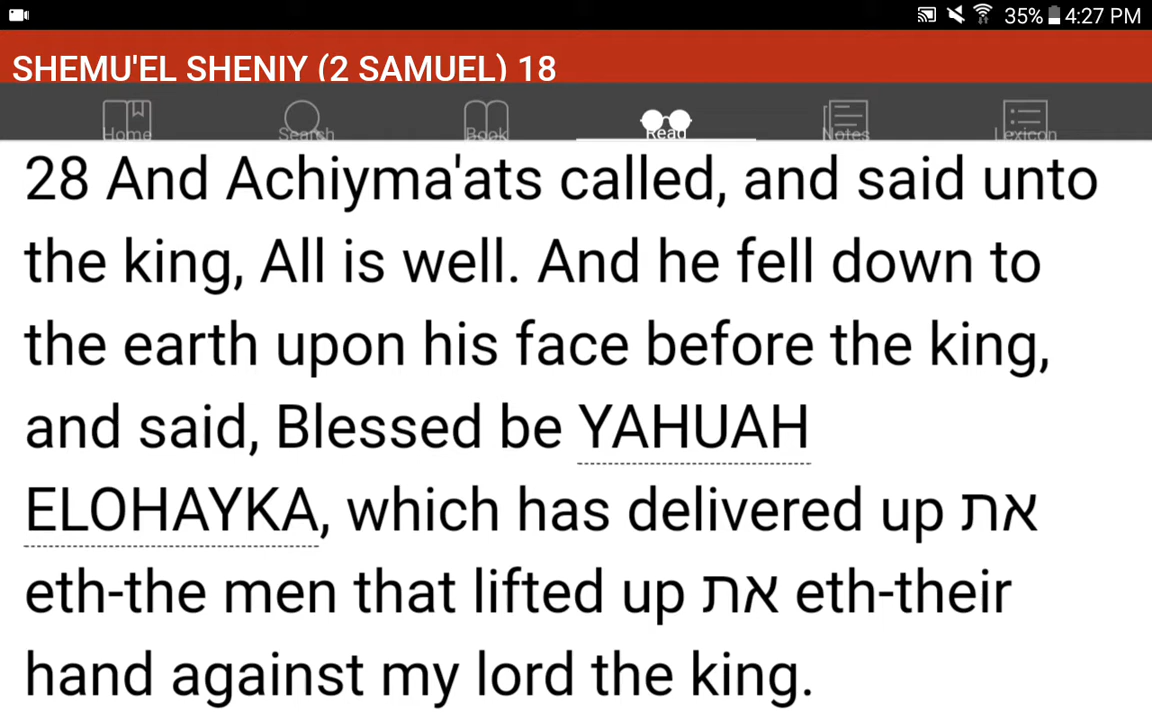 35% 4:27 PM
SHEMU'EL SHENIY (2 SAMUEL) 18
Home Search Book Read Notes Lexicon
28 And Achiyma'ats called, and said unto
the king, All is well. And he fell down to
the earth upon his face before the king,
and said, Blessed be YAHUAH
ELOHAYKA, which has delivered up את
eth-the men that lifted up את eth-their
hand against my lord the king.